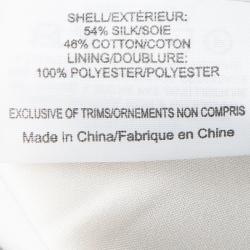 SHELL/EXTÉRIEUR:
54% SILK/SOIE
46% COTTON/COTON
LINING/DOUBLURE:
100% POLYESTER/POLYESTER
EXCLUSIVE OF TRIMS/ORNEMENTS NON COMPRIS
Made in China/Fabrique en Chine